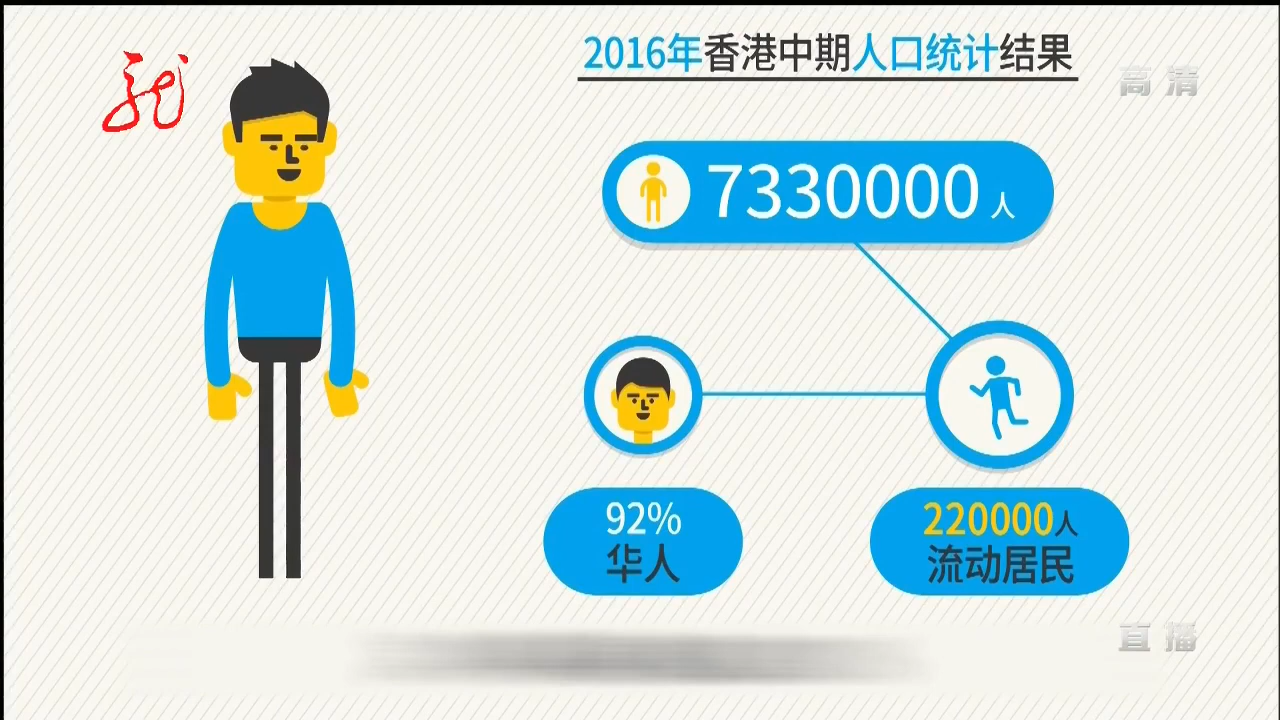 2016年香港中期人口统计结果
龙
高清
7330000人
92%
华人
220000人
流动居民
直播